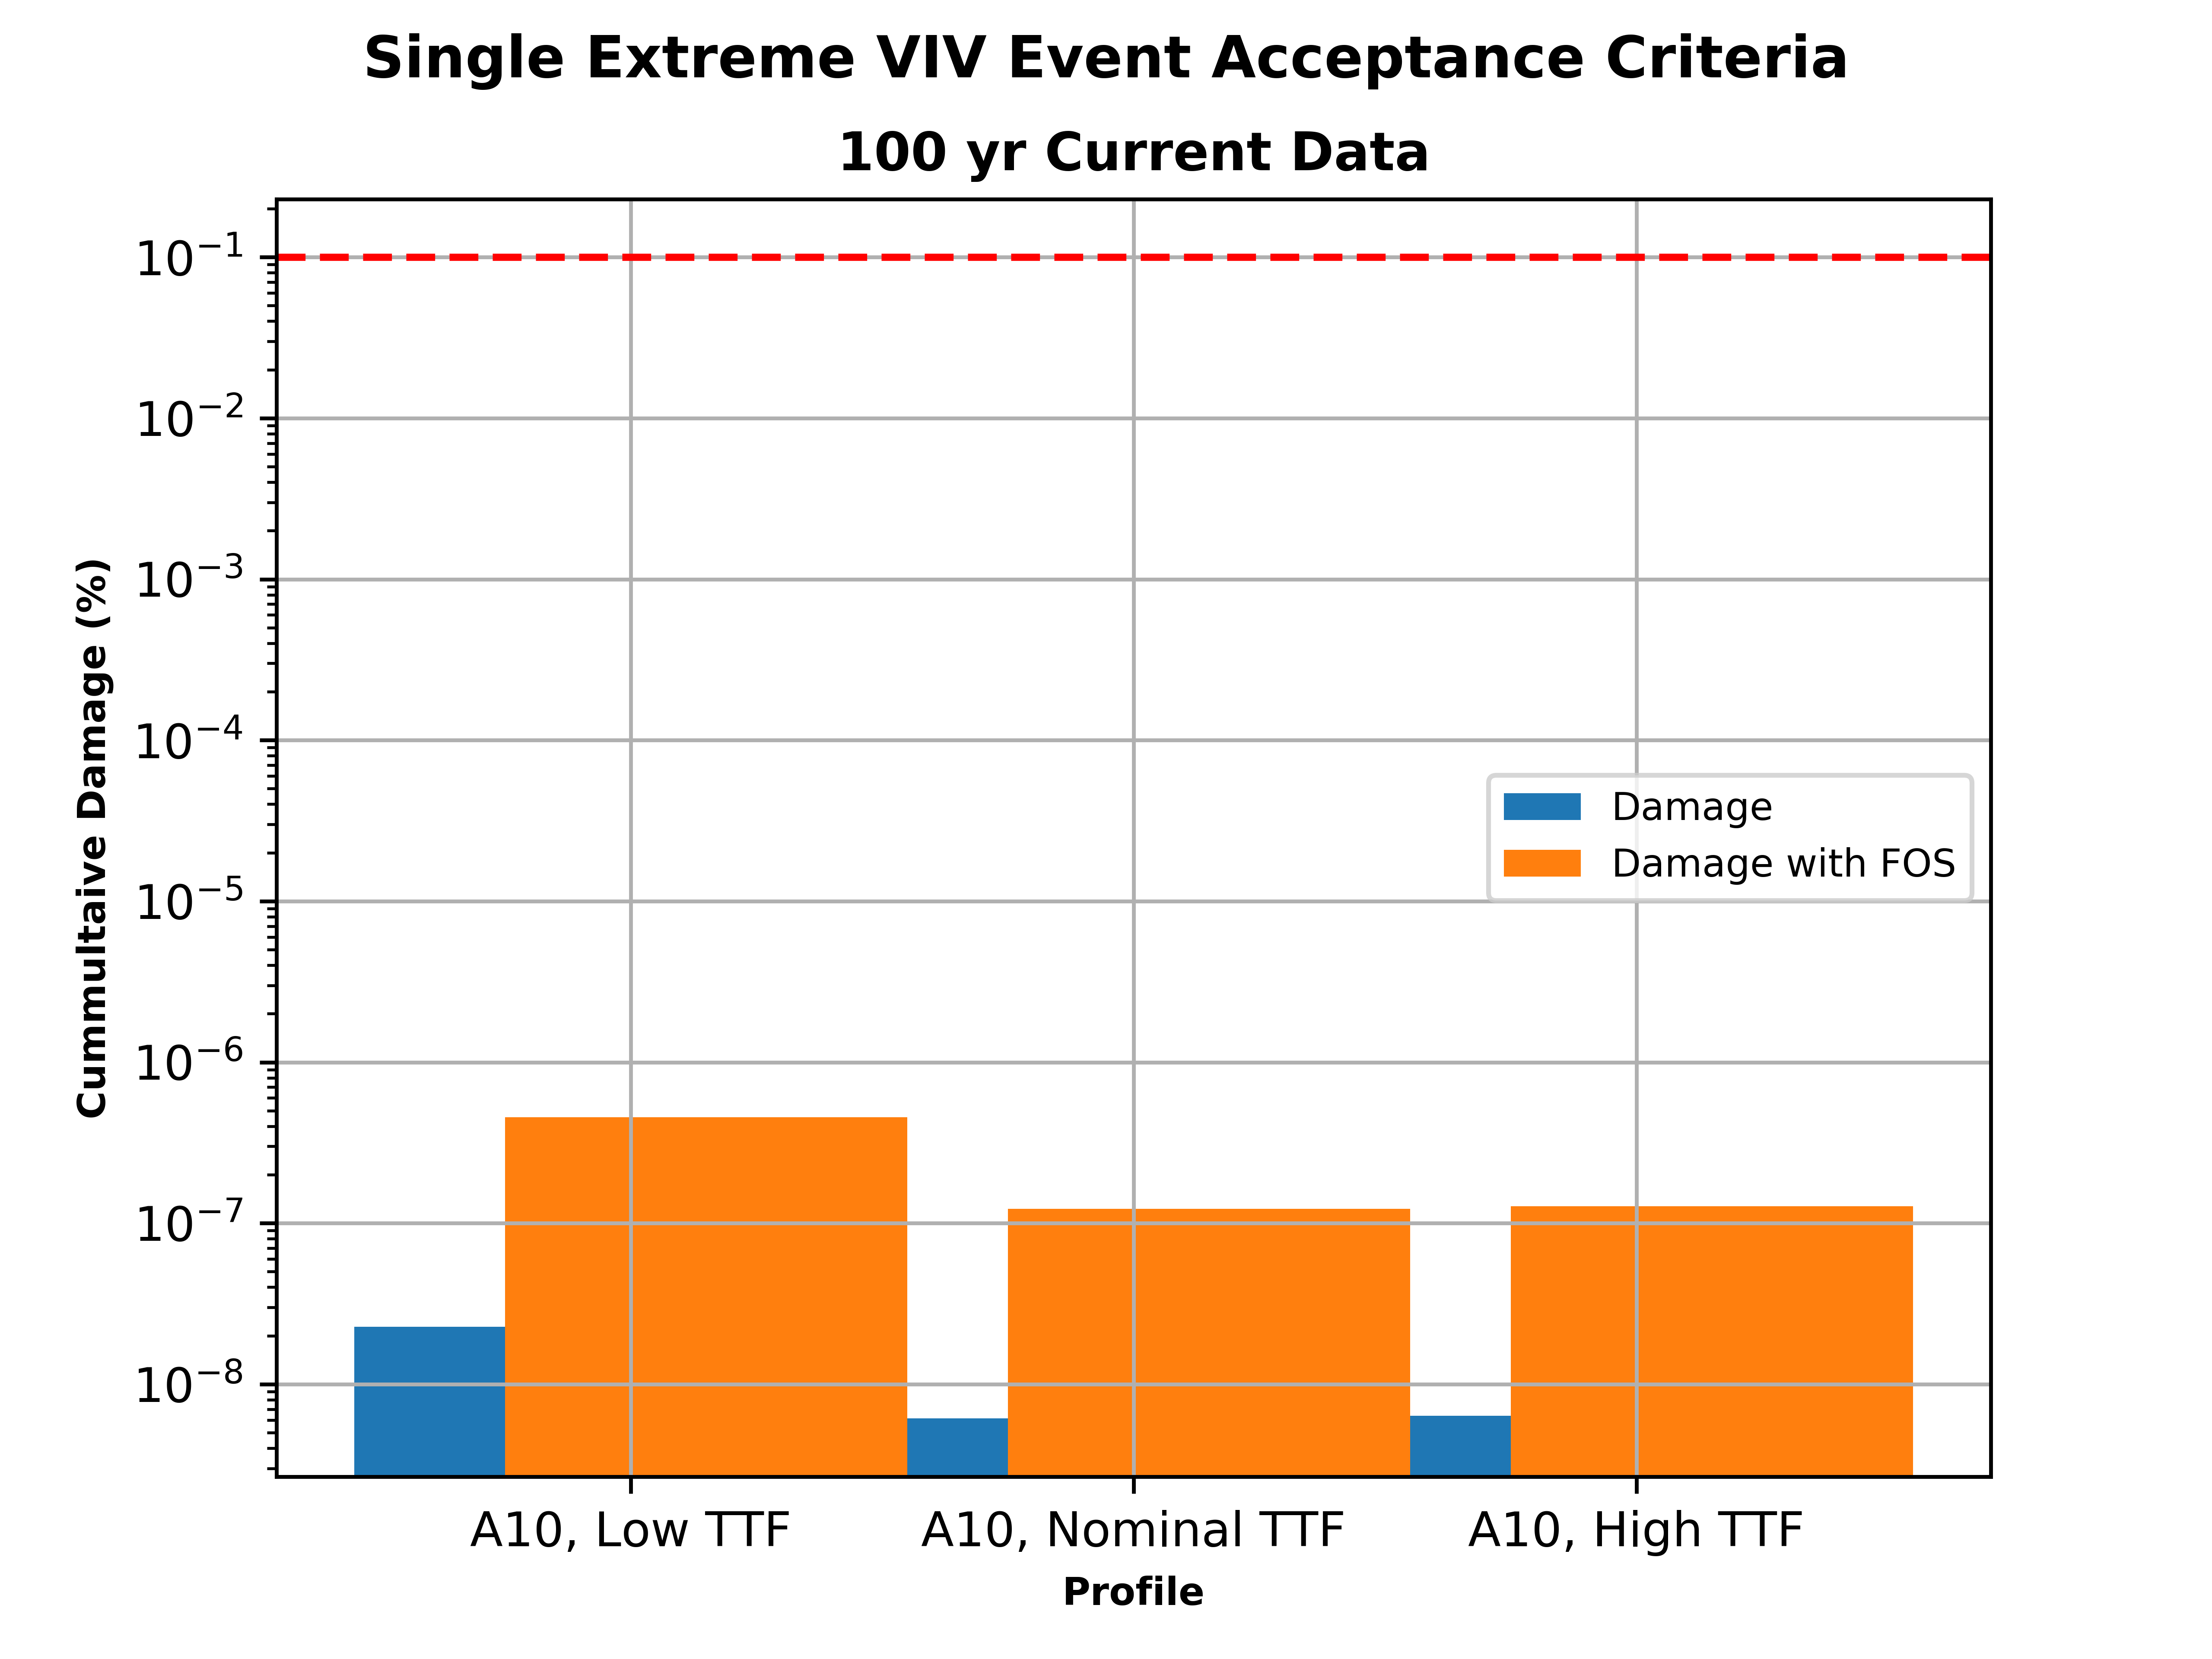 Single Extreme VIV Event Acceptance Criteria
100 yr Current Data
Cummultaive Damage (%)
10⁻¹
10⁻²
10⁻³
10⁻⁴
10⁻⁵
10⁻⁶
10⁻⁷
10⁻⁸
Damage
Damage with FOS
A10, Low TTF
A10, Nominal TTF
A10, High TTF
Profile